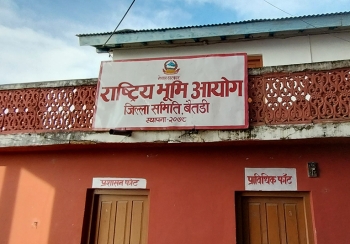 नेपाल सरकार
राष्ट्रिय भूमि आयोग
जिल्ला समिति, बैतडी
स्थापना-२०७८
प्रशासन फाँट
प्राविधिक फाँट